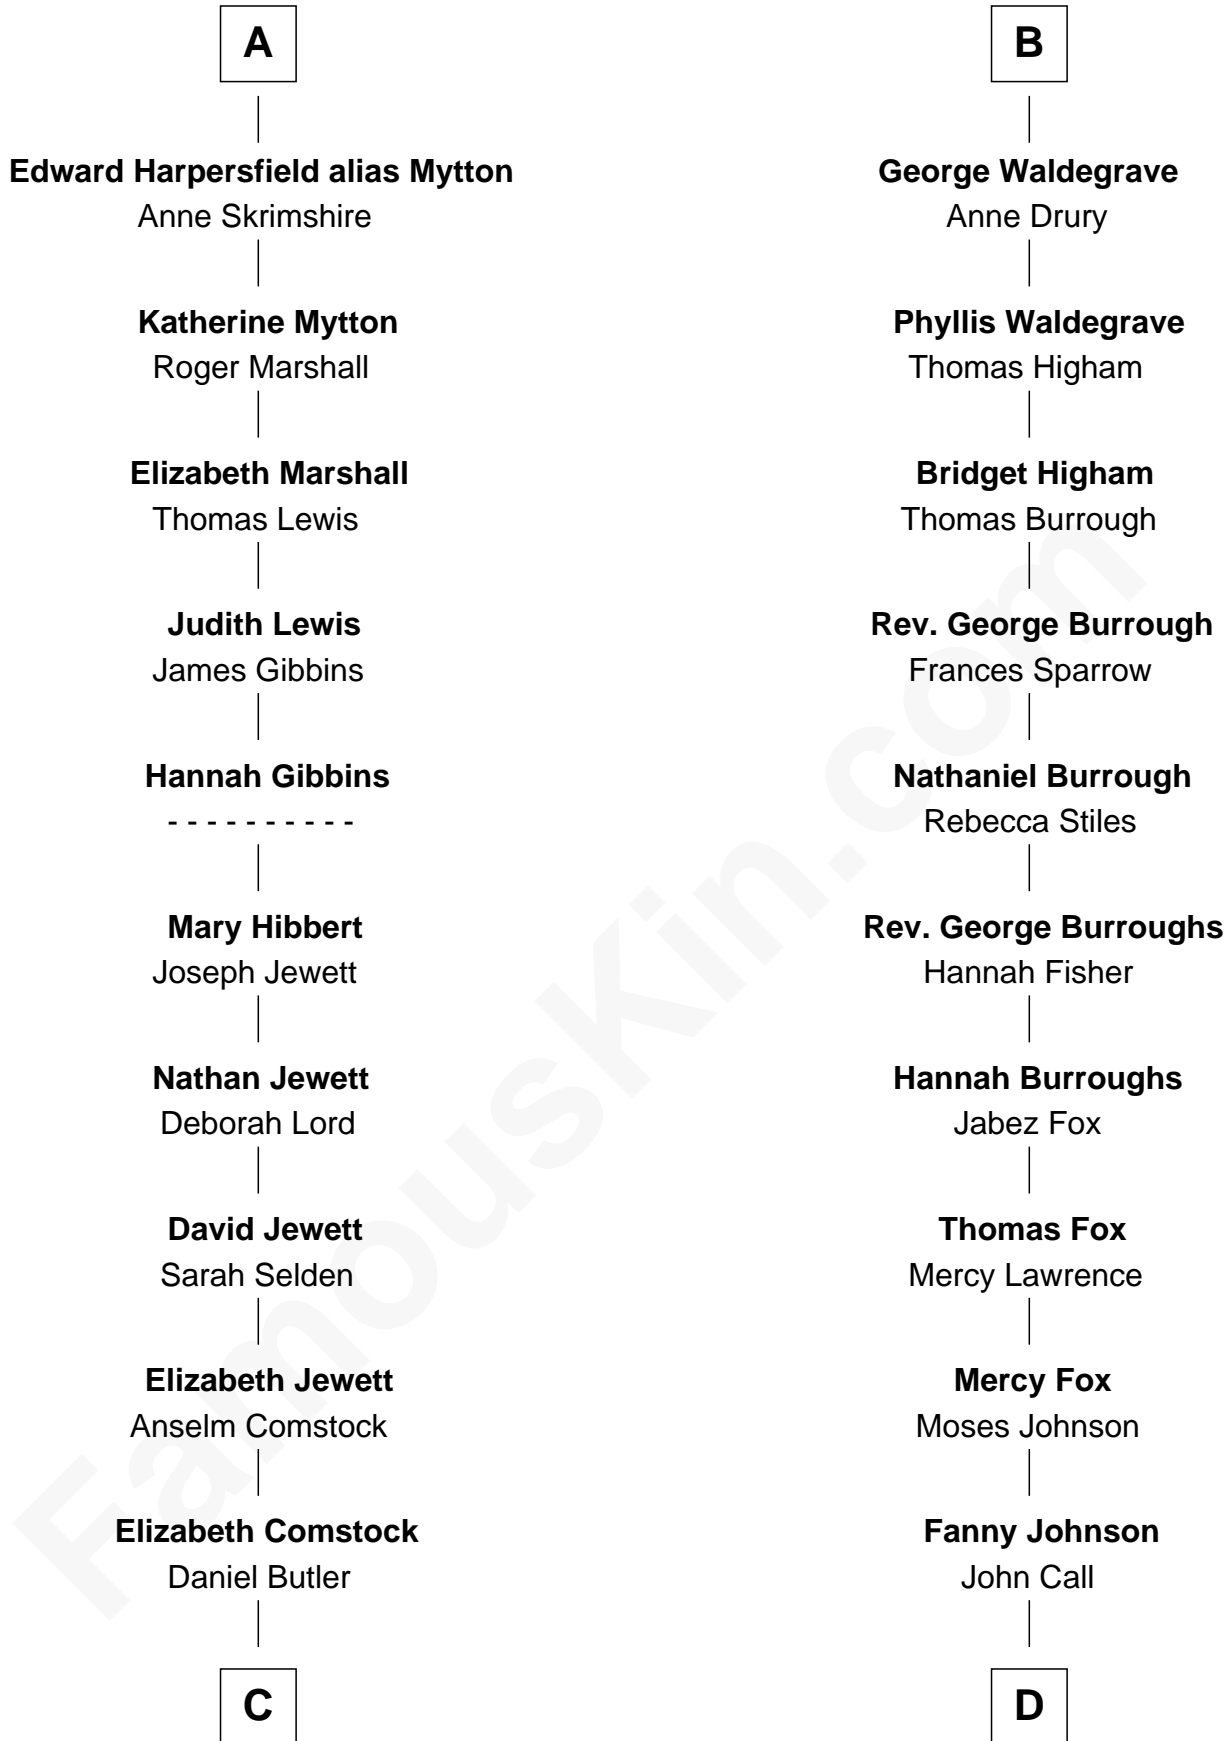 A
Edward Harpersfield alias Mytton
Anne Skrimshire
Katherine Mytton
Roger Marshall
Elizabeth Marshall
Thomas Lewis
Judith Lewis
James Gibbins
Hannah Gibbins
- - - - - - - - - -
Mary Hibbert
Joseph Jewett
Nathan Jewett
Deborah Lord
David Jewett
Sarah Selden
Elizabeth Jewett
Anselm Comstock
Elizabeth Comstock
Daniel Butler
C
B
George Waldegrave
Anne Drury
Phyllis Waldegrave
Thomas Higham
Bridget Higham
Thomas Burrough
Rev. George Burrough
Frances Sparrow
Nathaniel Burrough
Rebecca Stiles
Rev. George Burroughs
Hannah Fisher
Hannah Burroughs
Jabez Fox
Thomas Fox
Mercy Lawrence
Mercy Fox
Moses Johnson
Fanny Johnson
John Call
D
FamousKin.com